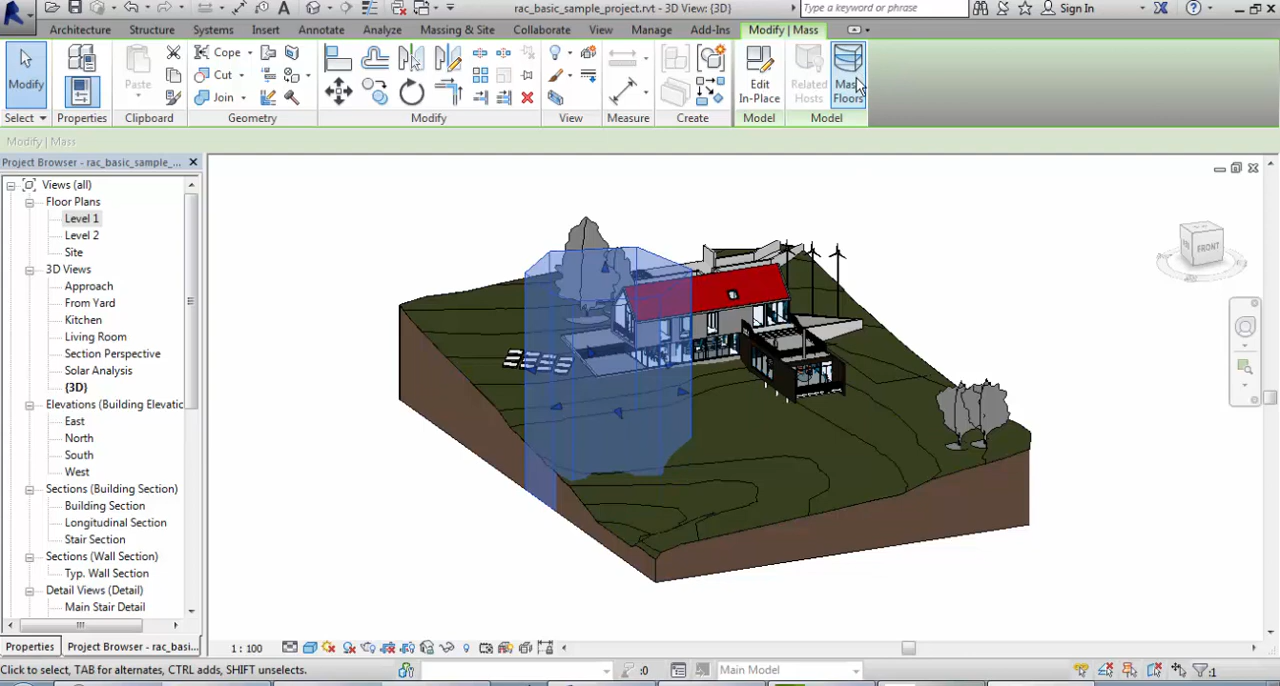 rac_basic_sample_project.rvt - 3D View: {3D}
Type a keyword or phrase
Sign In
Architecture Structure Systems Insert Annotate Analyze Massing & Site Collaborate View Manage Add-Ins Modify | Mass
Modify
Properties
Paste
Cope
Cut
Join
Edit
In-Place
Related
Hosts
Mass
Floors
Select Properties Clipboard Geometry Modify View Measure Create Model Model
Modify | Mass
Project Browser - rac_basic_sample_...
Views (all)
Floor Plans
Level 1
Level 2
Site
3D Views
Approach
From Yard
Kitchen
Living Room
Section Perspective
Solar Analysis
{3D}
Elevations (Building Elevatic
East
North
South
West
Sections (Building Section)
Building Section
Longitudinal Section
Stair Section
Sections (Wall Section)
Typ. Wall Section
Detail Views (Detail)
Main Stair Detail
FRONT
Properties Project Browser - rac_basi...
1 : 100
Click to select, TAB for alternates, CTRL adds, SHIFT unselects.
:0
Main Model
:1